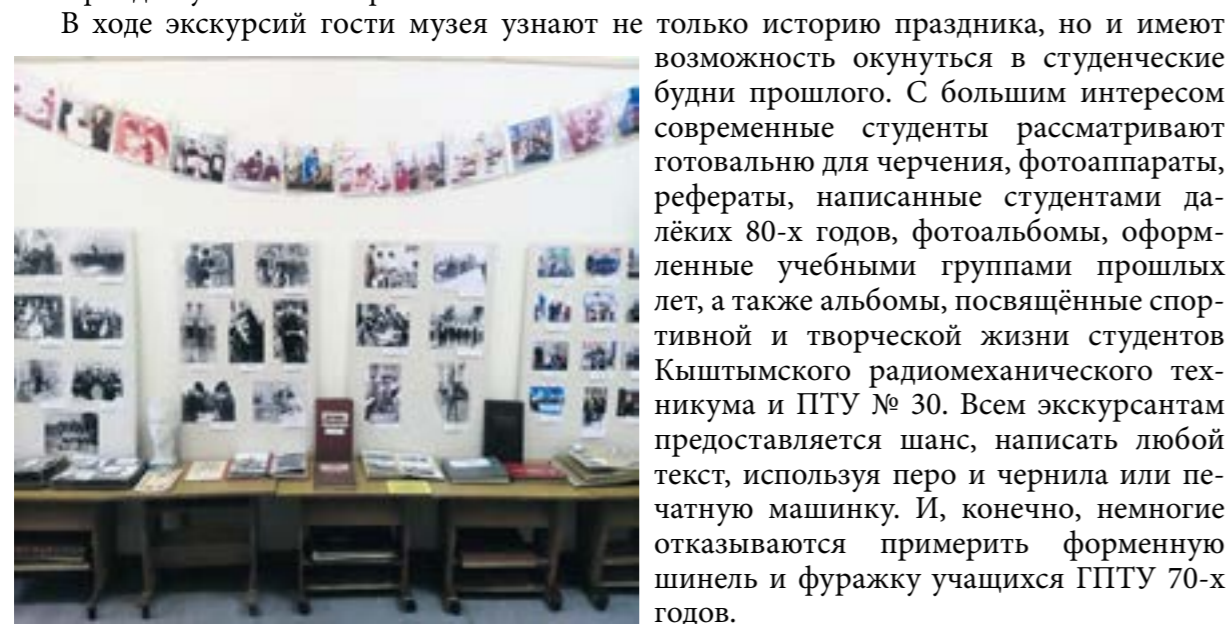 В ходе экскурсий гости музея узнают не только историю праздника, но и имеют
возможность окунуться в студенческие
будни прошлого. С большим интересом
современные студенты рассматривают
готовальню для черчения, фотоаппараты,
рефераты, написанные студентами да-
лёких 80-х годов, фотоальбомы, оформ-
ленные учебными группами прошлых
лет, а также альбомы, посвящённые спор-
тивной и творческой жизни студентов
Кыштымского радиомеханического тех-
никума и ПТУ № 30. Всем экскурсантам
предоставляется шанс, написать любой
текст, используя перо и чернила или пе-
чатную машинку. И, конечно, немногие
отказываются примерить форменную
шинель и фуражку учащихся ГПТУ 70-х
годов.